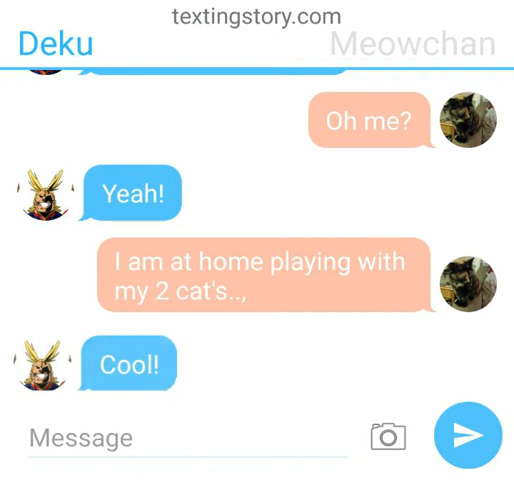 textingstory.com
Deku Meowchan
Oh me?
Yeah!
I am at home playing with
my 2 cat's..,
Cool!
Message